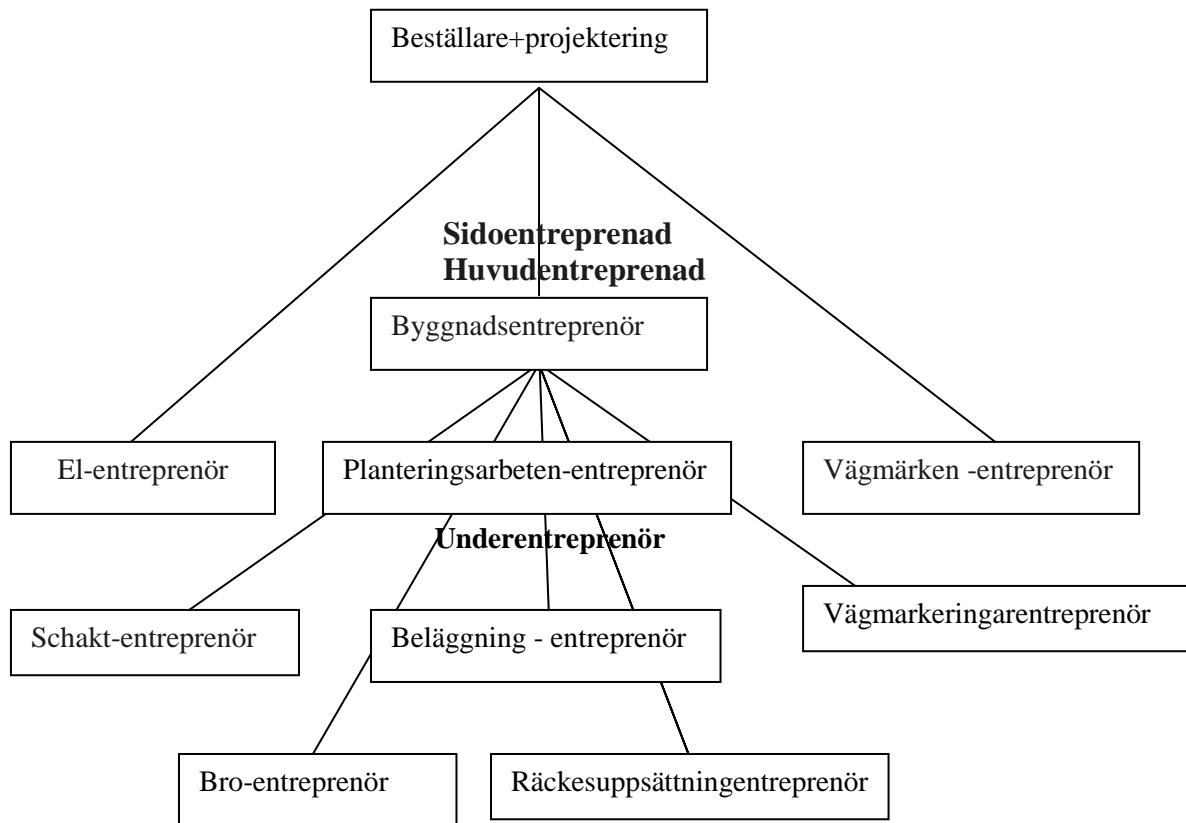 Beställare+projektering
Sidoentreprenad
Huvudentreprenad
Byggnadsentreprenör
El-entreprenör
Planteringsarbeten-entreprenör
Vägmärken -entreprenör
Underentreprenör
Schakt-entreprenör
Beläggning - entreprenör
Vägmarkeringarentreprenör
Bro-entreprenör
Räckesuppsättningentreprenör